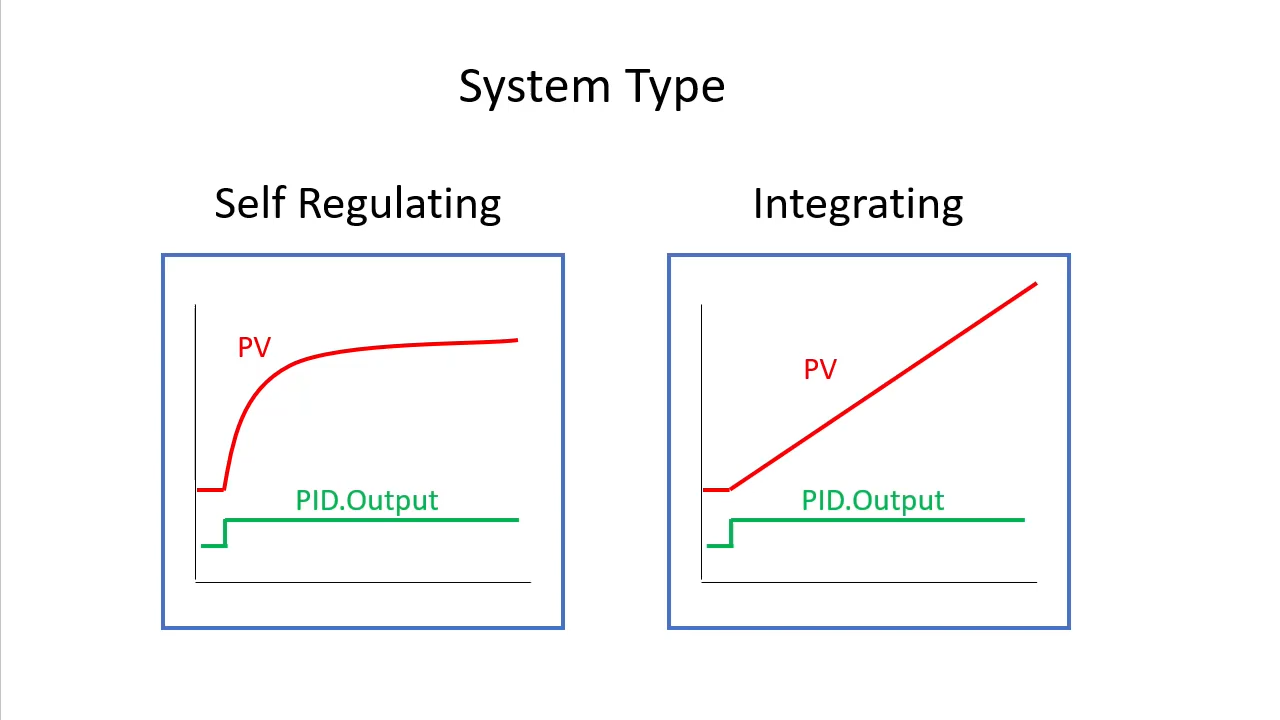 System Type
Self Regulating
PV
PID.Output
Integrating
PV
PID.Output